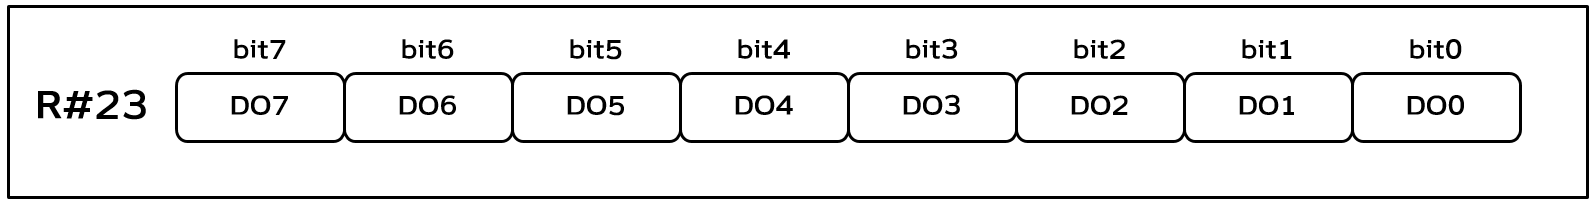 bit7 bit6 bit5 bit4 bit3 bit2 bit1 bit0
R#23 DO7 DO6 DO5 DO4 DO3 DO2 DO1 DO0